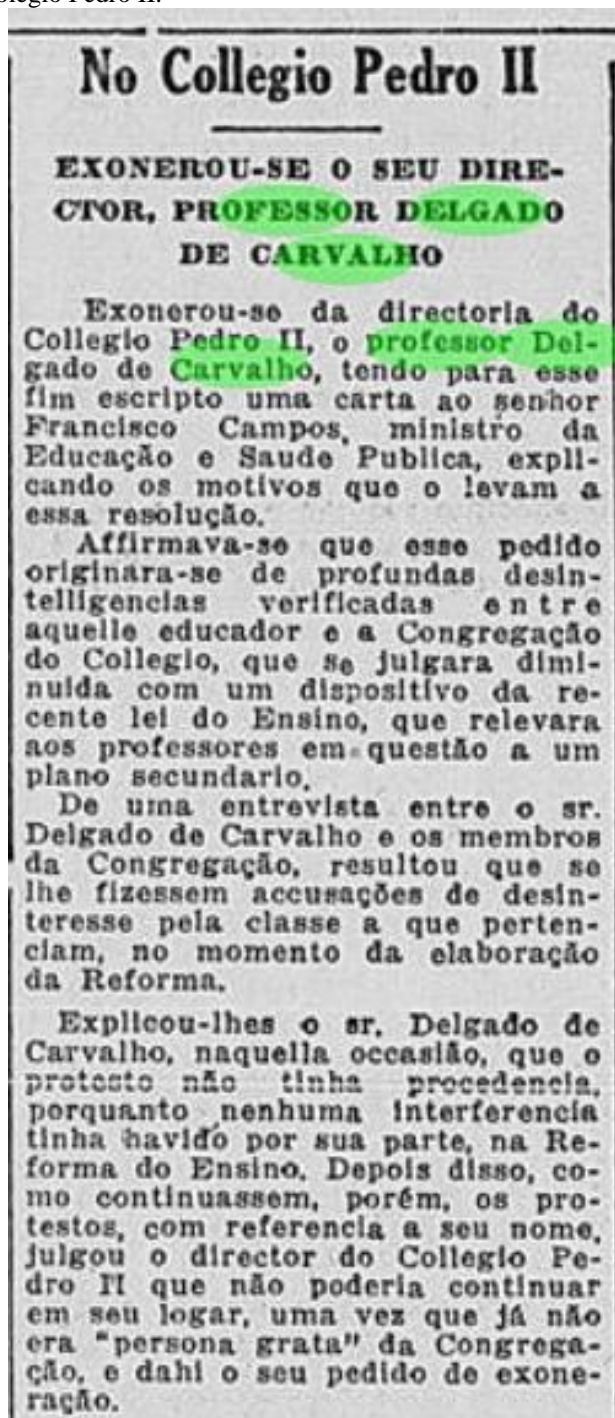 olegio Pedro II.
No Collegio Pedro II
EXONEROU-SE O SEU DIRE-
CTOR, PROFESSOR DELGADO
DE CARVALHO
Exonerou-se da directoria do
Collegio Pedro II, o professor Del-
gado de Carvalho, tendo para esse
fim escripto uma carta ao senhor
Francisco Campos, ministro da
Educação e Saude Publica, expli-
cando os motivos que o levam a
essa resolução.
Affirmava-se que esse pedido
originara-se de profundas desin-
telligencias verificadas entre
aquelle educador e a Congregação
do Collegio, que se julgara dimi-
nuida com um dispositivo da re-
cente lei do Ensino, que relevara
aos professores em questão a um
plano secundario.
De uma entrevista entre o sr.
Delgado de Carvalho e os membros
da Congregação, resultou que se
lhe fizessem accusações de desin-
teresse pela classe a que perten-
ciam, no momento da elaboração
da Reforma.
Explicou-lhes o sr. Delgado de
Carvalho, naquella occasião, que o
protesto não tinha procedencia,
porquanto nenhuma interferencia
tinha havido por sua parte, na Re-
forma do Ensino. Depois disso, co-
mo continuassem, porém, os pro-
testos, com referencia a seu nome,
julgou o director do Collegio Pe-
dro II que não poderia continuar
em seu logar, uma vez que já não
era "persona grata" da Congrega-
ção, e dahi o seu pedido de exone-
ração.